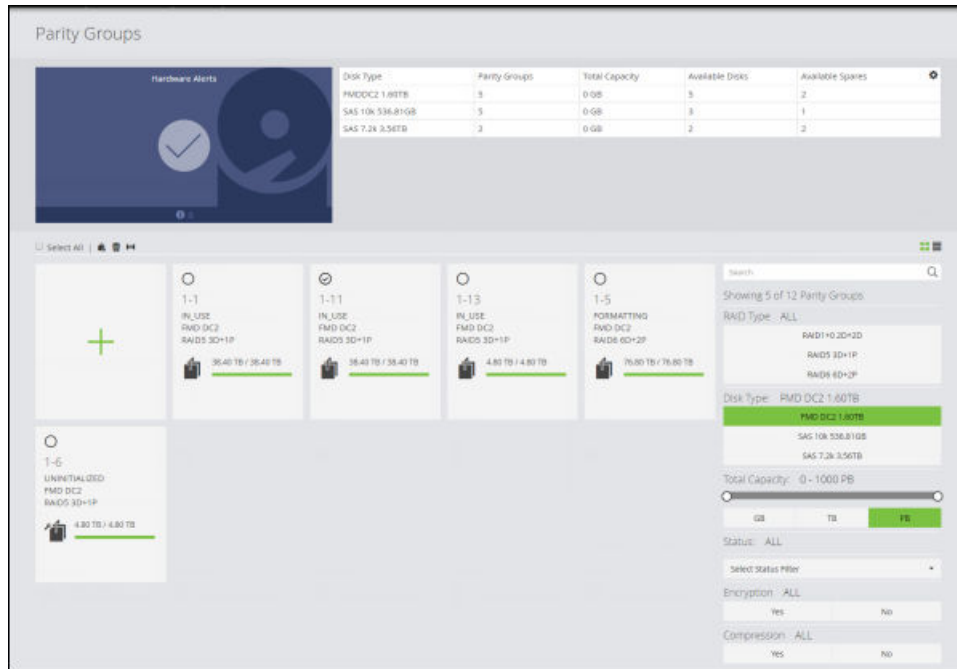 Parity Groups
Hardware Alerts
Disk Type Parity Groups Total Capacity Available Disks Available Spares
FMDDC2 1.60TB 5 0 GB 5 2
SAS 10k 536.81GB 5 0 GB 3 1
SAS 7.2k 3.56TB 2 0 GB 2 2
Select All
1-1
IN_USE
FMD DC2
RAID5 3D+1P
38.40 TB / 38.40 TB
1-11
IN_USE
FMD DC2
RAID5 3D+1P
38.40 TB / 38.40 TB
1-13
IN_USE
FMD DC2
RAID5 3D+1P
4.80 TB / 4.80 TB
1-5
FORMATTING
FMD DC2
RAID6 6D+2P
76.80 TB / 76.80 TB
1-6
UNINITIALIZED
FMD DC2
RAID5 3D+1P
4.80 TB / 4.80 TB
Search
Showing 5 of 12 Parity Groups
RAID Type ALL
RAID1+0 2D+2D
RAID5 3D+1P
RAID6 6D+2P
Disk Type FMD DC2 1.60TB
FMD DC2 1.60TB
SAS 10k 536.81GB
SAS 7.2k 3.56TB
Total Capacity: 0 - 1000 PB
GB TB PB
Status: ALL
Select Status Filter
Encryption ALL
Yes No
Compression ALL
Yes No